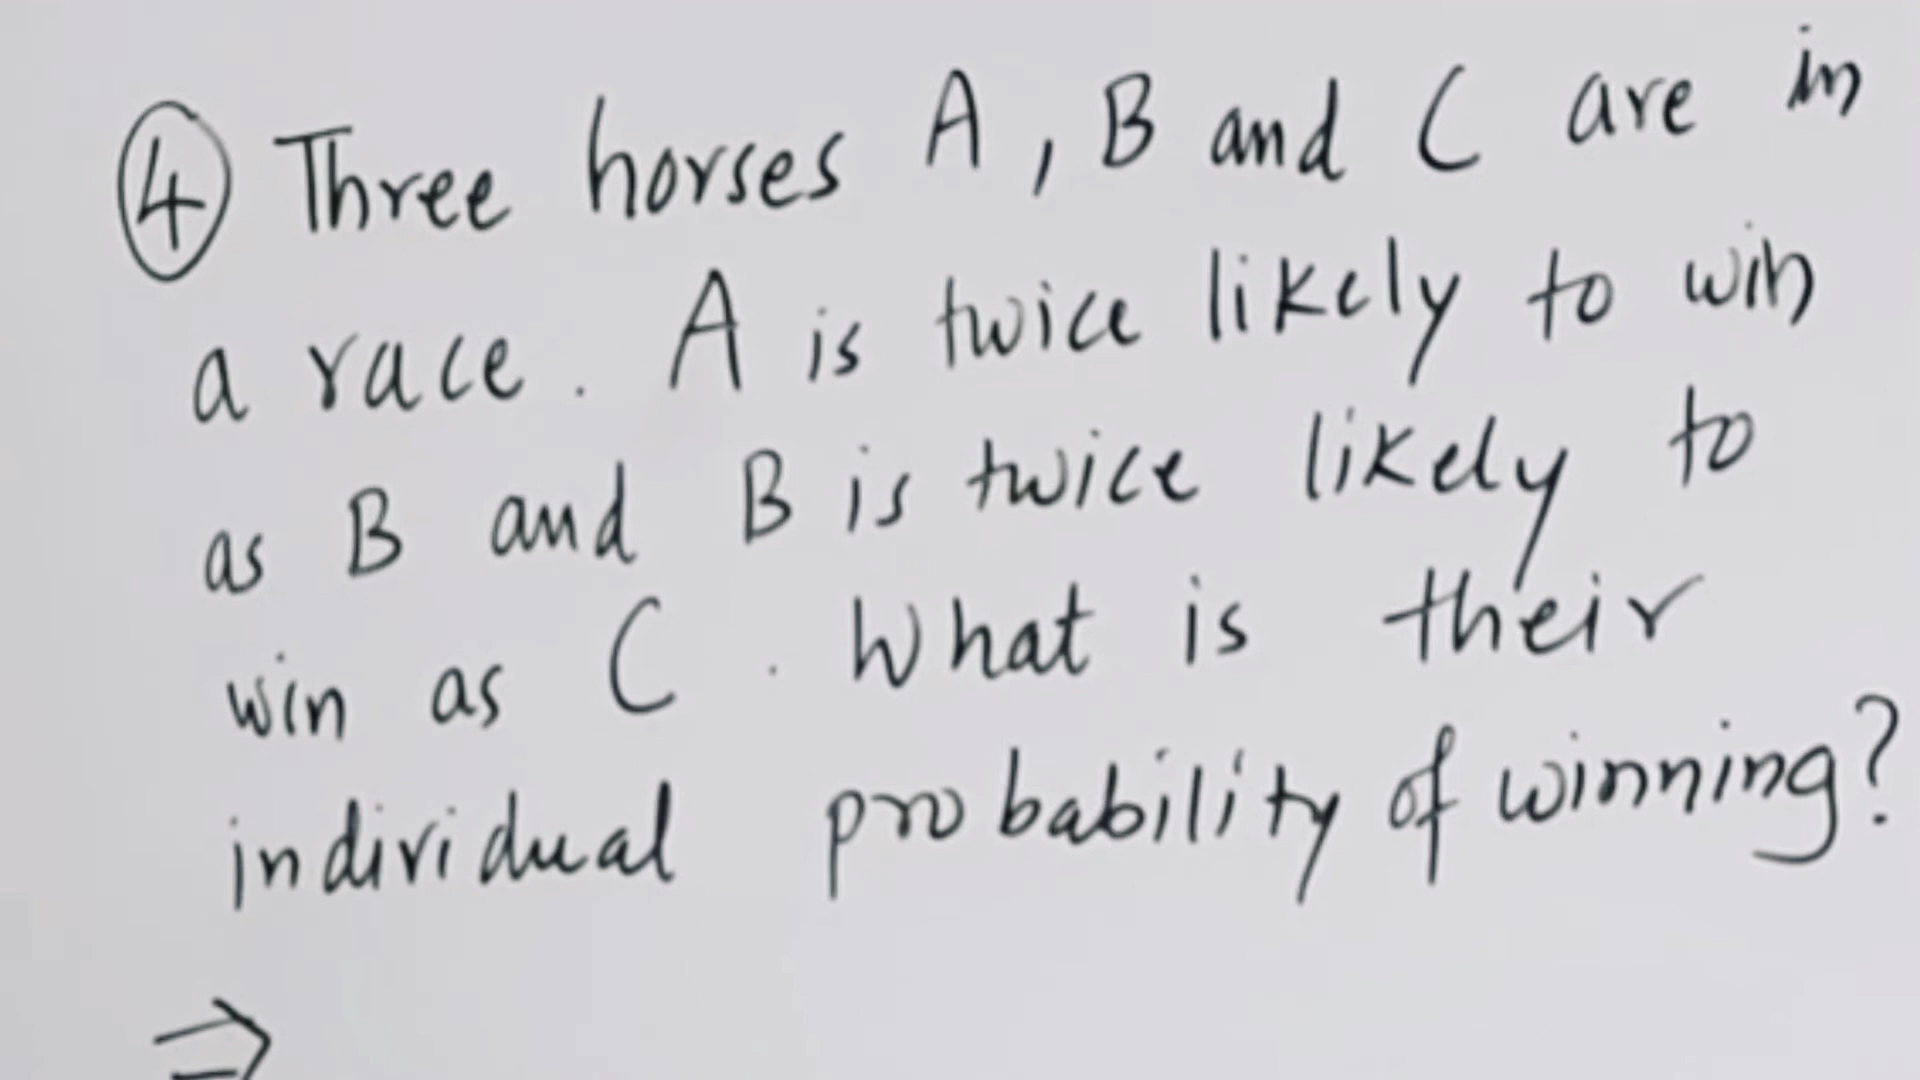 ④ Three horses A, B and C are in
a race. A is twice likely to win
as B and B is twice likely to
win as C. What is their
individual probability of winning?
⇒